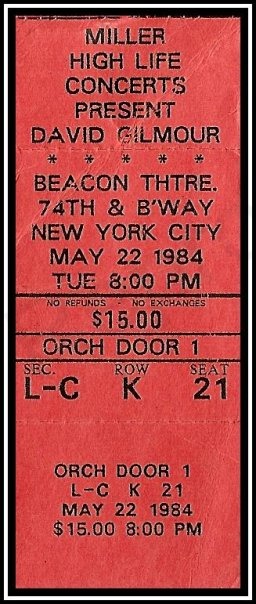 MILLER
HIGH LIFE
CONCERTS
PRESENT
DAVID GILMOUR
* * * * *
BEACON THTRE.
74TH & B'WAY
NEW YORK CITY
MAY 22 1984
TUE 8:00 PM
NO REFUNDS - NO EXCHANGES
$15.00
ORCH DOOR 1
SEC. ROW SEAT
L-C K 21
ORCH DOOR 1
L-C K 21
MAY 22 1984
$15.00 8:00 PM